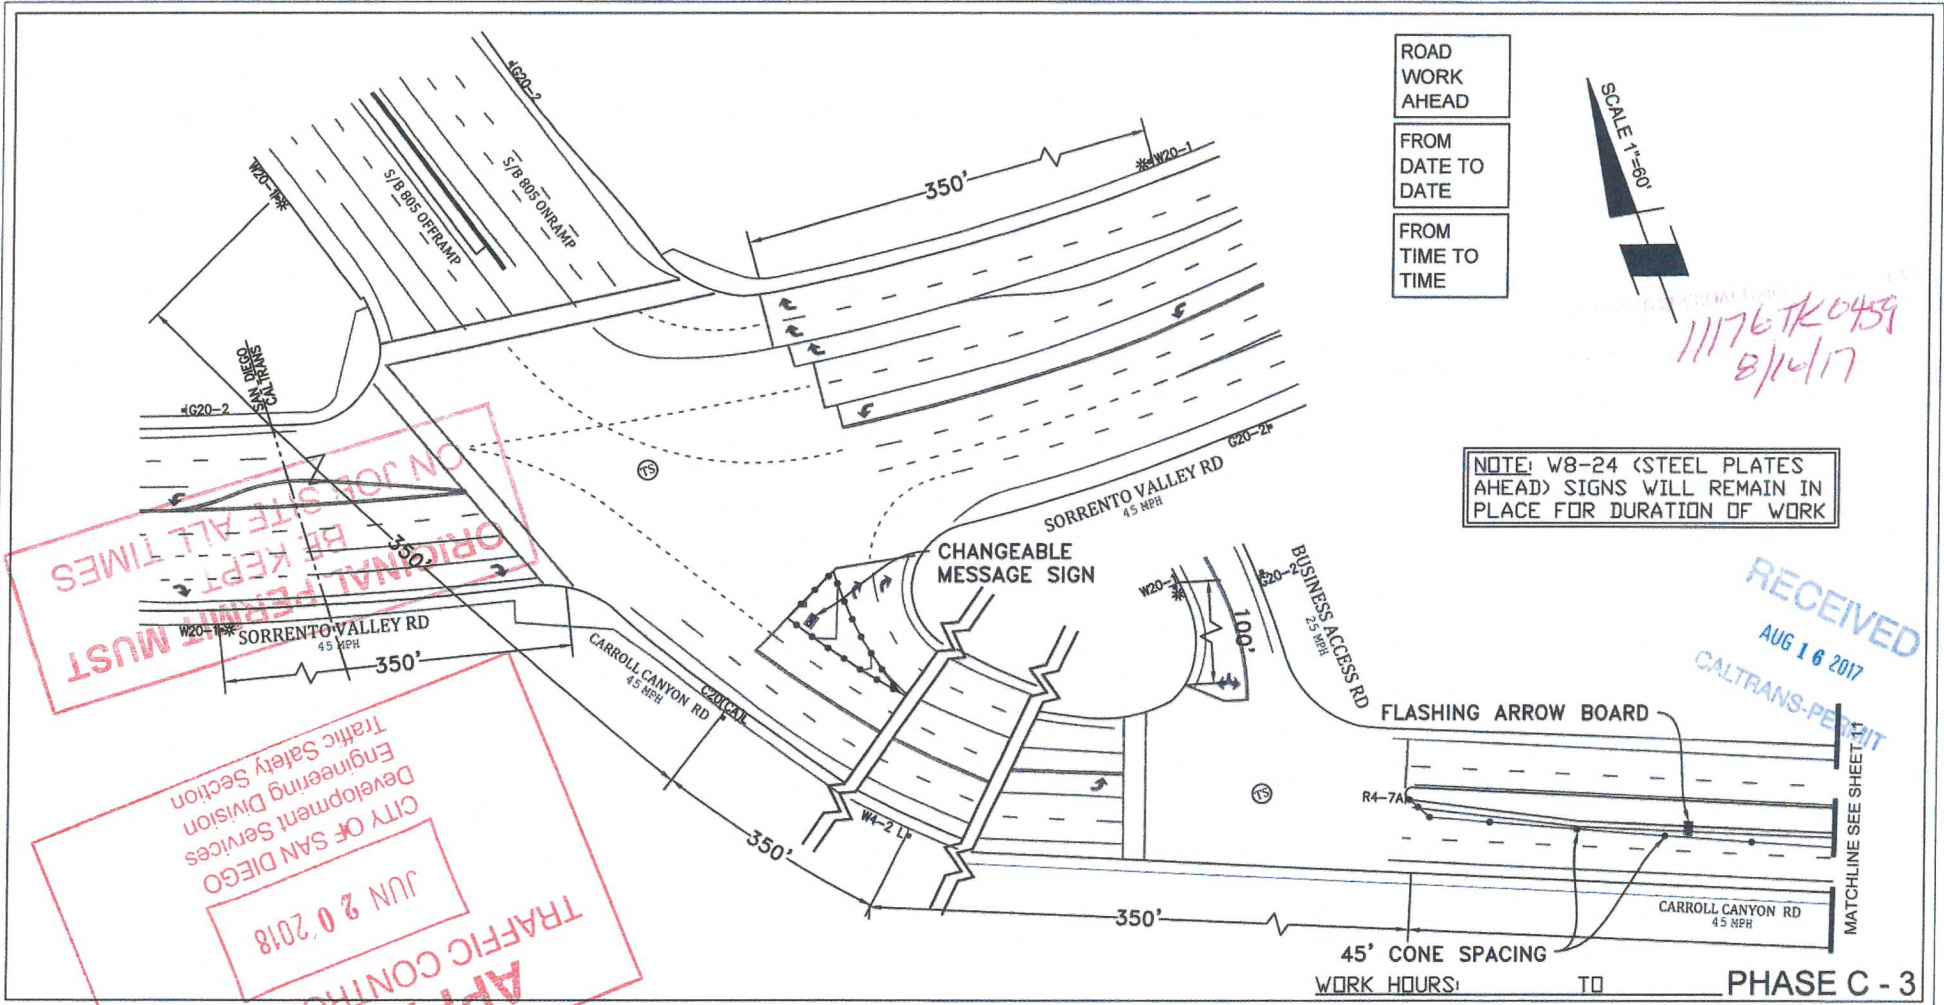 ROAD
WORK
AHEAD
FROM
DATE TO
DATE
FROM
TIME TO
TIME
SCALE 1"=60'
11176TK0459
8/16/17
NOTE: W8-24 (STEEL PLATES
AHEAD) SIGNS WILL REMAIN IN
PLACE FOR DURATION OF WORK
RECEIVED
AUG 16 2017
CALTRANS-PERMIT
G20-2
W20-1
S/B 805 OFFRAMP
S/B 805 ONRAMP
350'
W20-1
SAN DIEGO
CALTRANS
G20-2
TS
G20-2
SORRENTO VALLEY RD
45 MPH
350'
W20-1
SORRENTO VALLEY RD
45 MPH
350'
CHANGEABLE
MESSAGE SIGN
W20-1
100'
G20-2
BUSINESS ACCESS RD
25 MPH
CARROLL CANYON RD
45 MPH
C20(CA)L
350'
W4-2 L
TS
FLASHING ARROW BOARD
R4-7A
350'
45' CONE SPACING
CARROLL CANYON RD
45 MPH
MATCHLINE SEE SHEET 11
WORK HOURS: TO
PHASE C - 3
ORIGINAL PERMIT MUST
BE KEPT
ON JOB SITE ALL TIMES
TRAFFIC CONTRO
JUN 20 2018
CITY OF SAN DIEGO
Development Services
Engineering Division
Traffic Safety Section